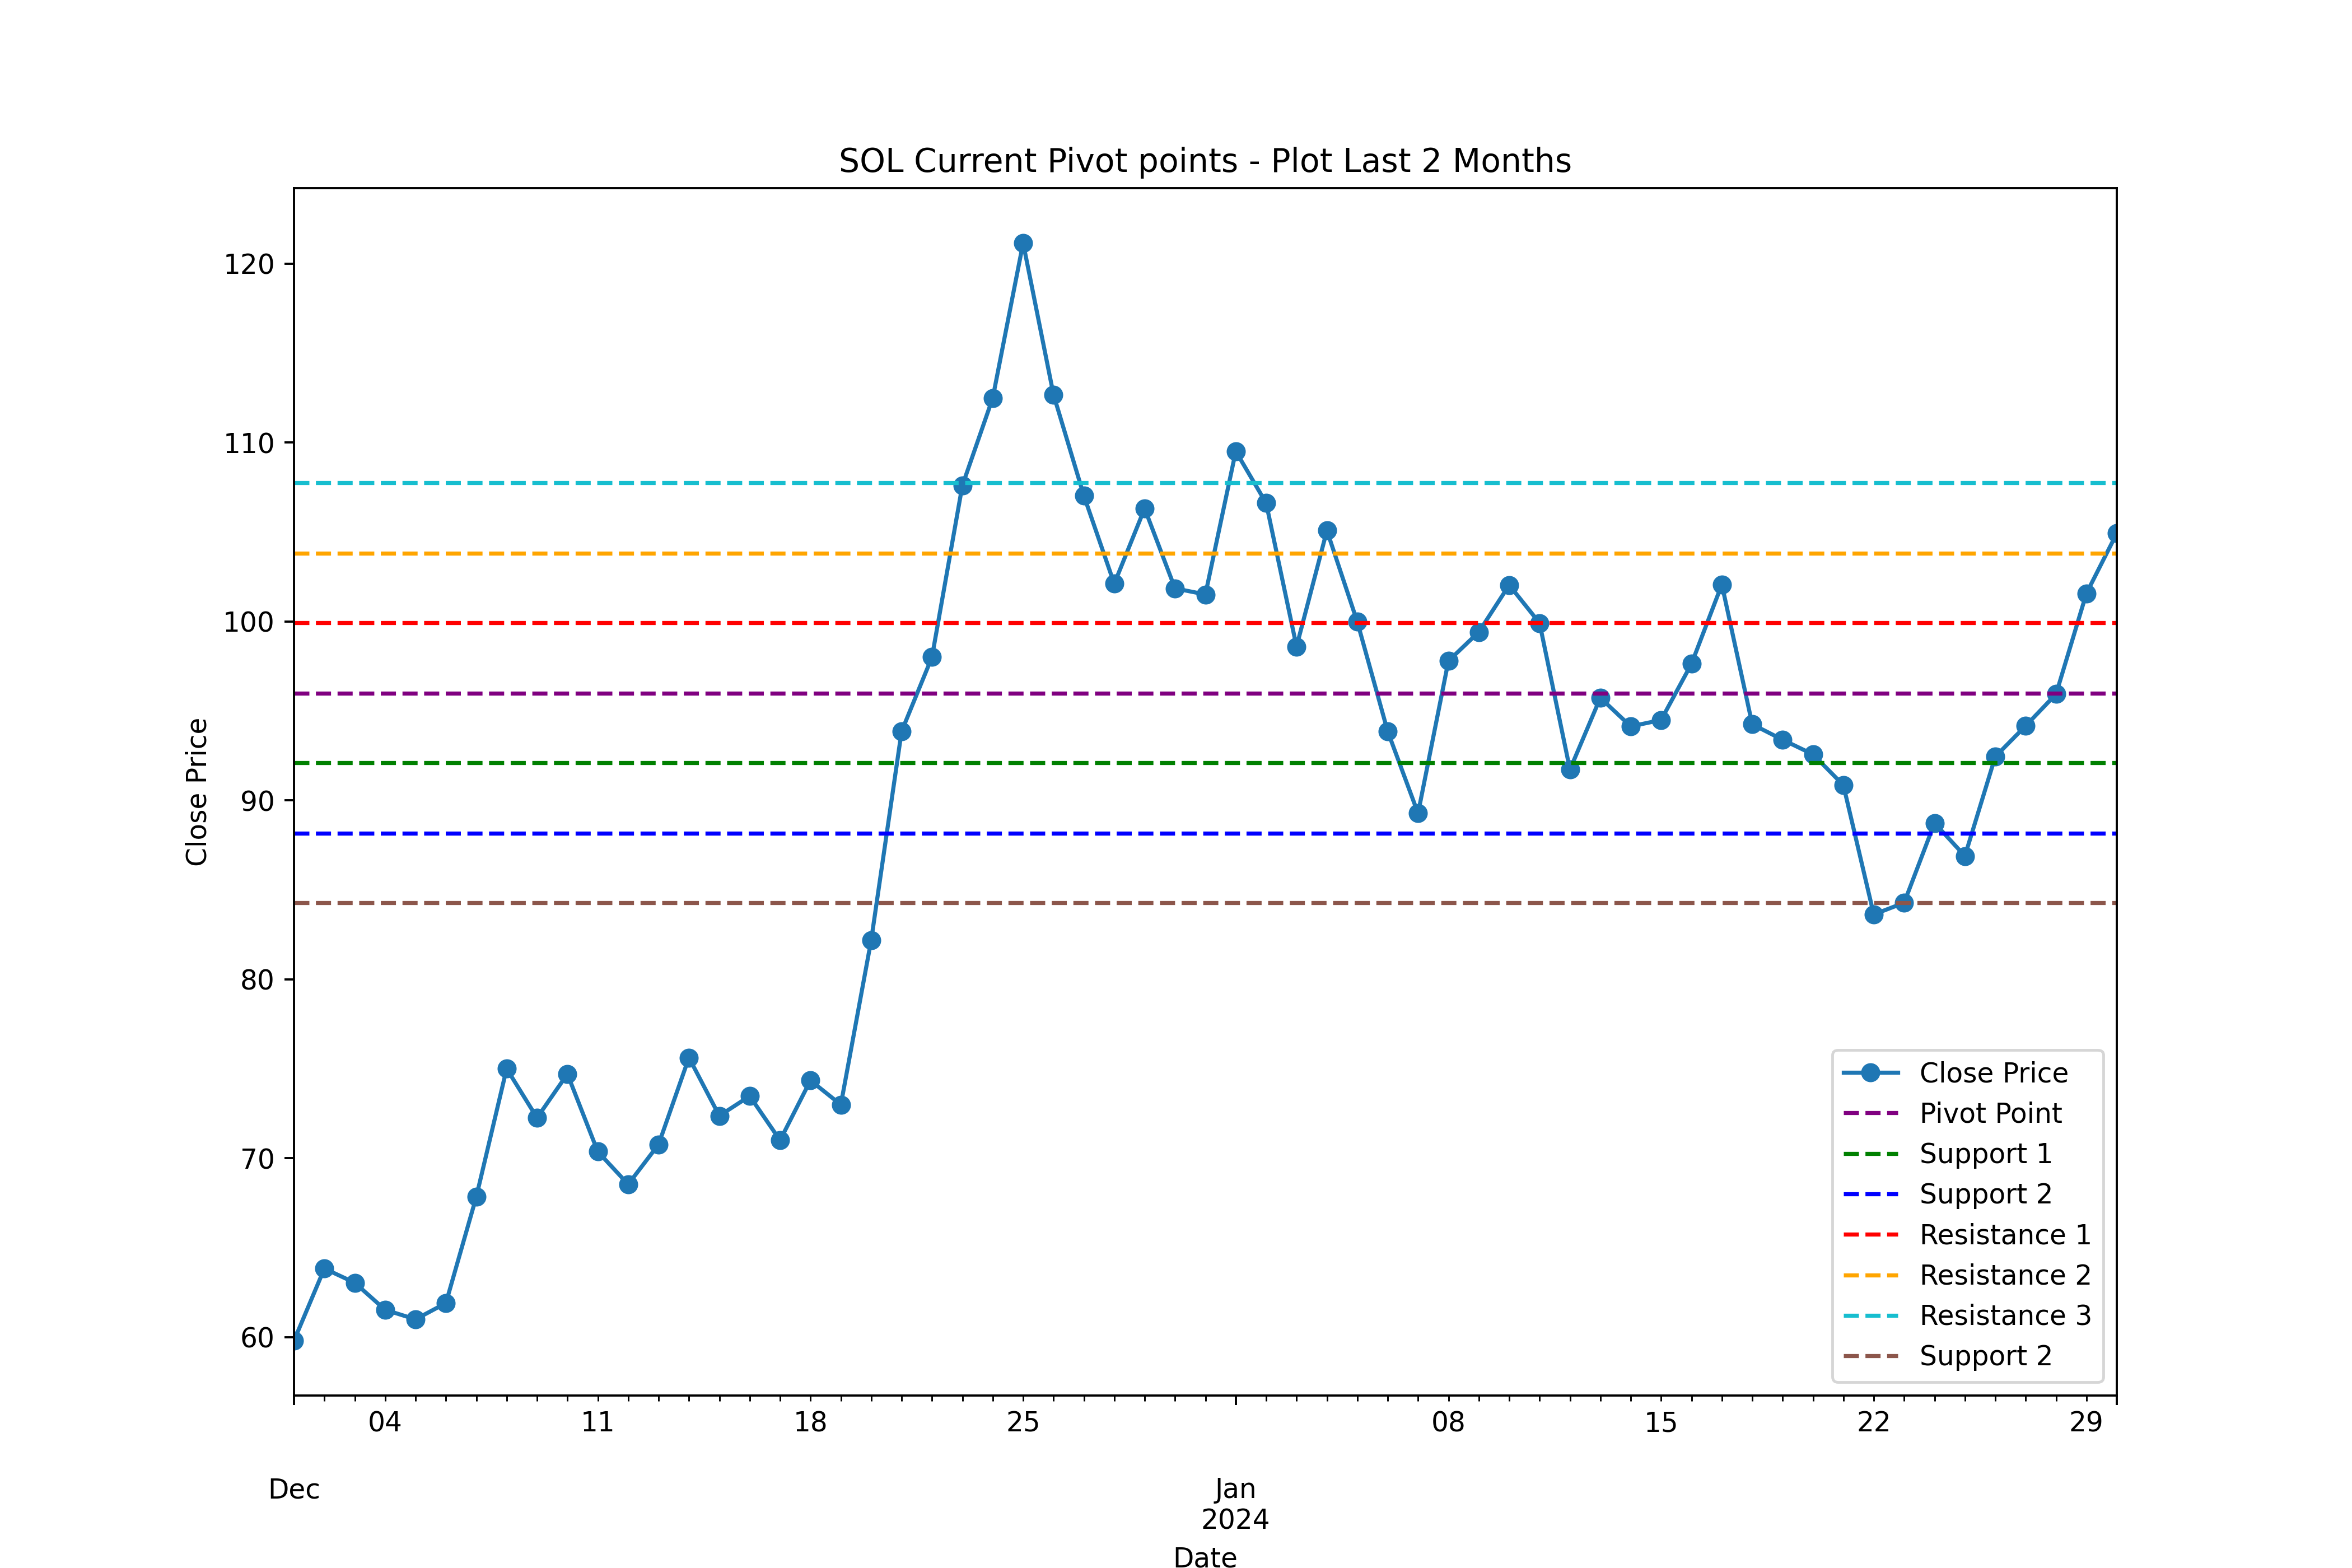 SOL Current Pivot points - Plot Last 2 Months
120
110
100
90
80
70
60
Close Price
Close Price
Pivot Point
Support 1
Support 2
Resistance 1
Resistance 2
Resistance 3
Support 2
04 11 18 25 08 15 22 29
Dec Jan
2024
Date